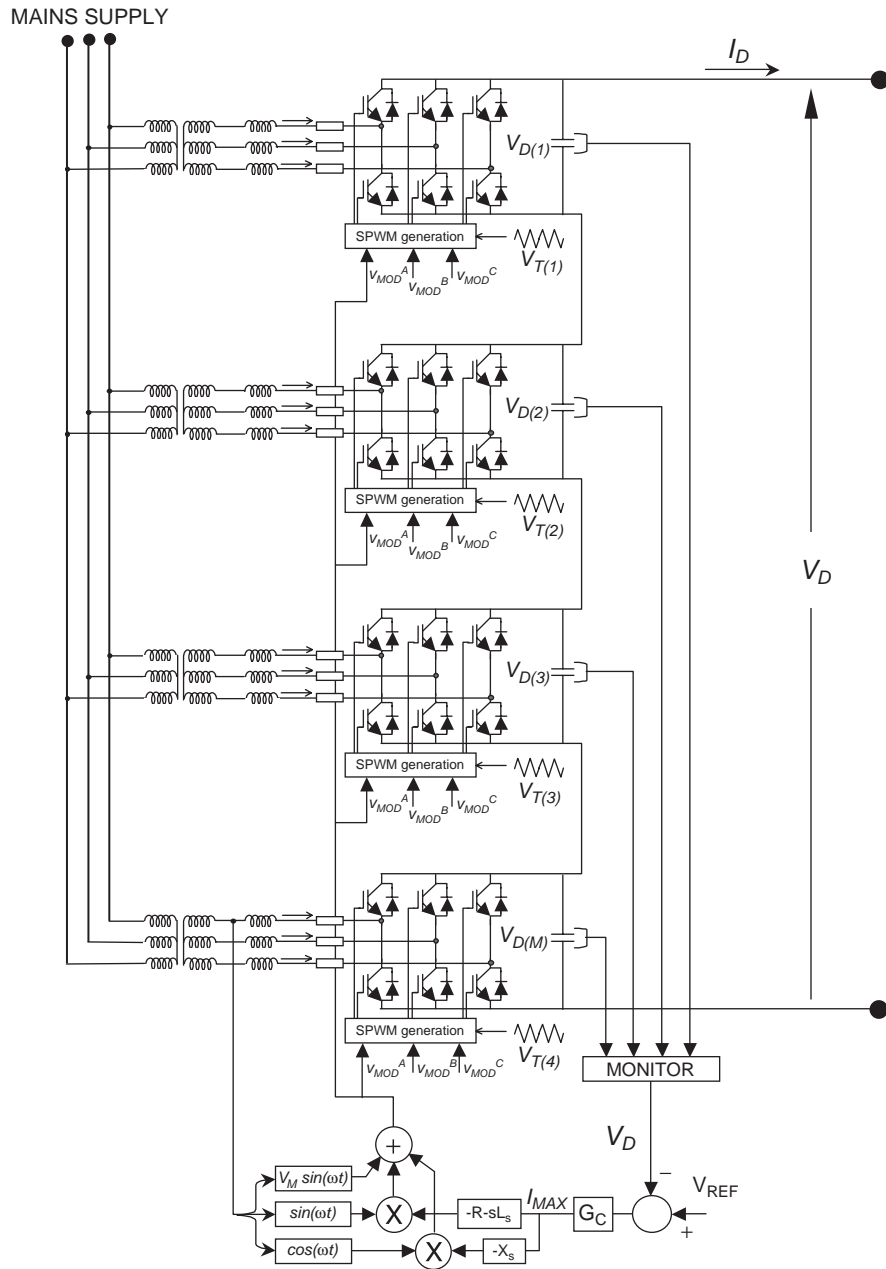 MAINS SUPPLY
I_D
V_D(1)
SPWM generation
V_T(1)
v_MOD^A
v_MOD^B
v_MOD^C
V_D(2)
SPWM generation
V_T(2)
v_MOD^A
v_MOD^B
v_MOD^C
V_D
V_D(3)
SPWM generation
V_T(3)
v_MOD^A
v_MOD^B
v_MOD^C
V_D(M)
SPWM generation
V_T(4)
v_MOD^A
v_MOD^B
v_MOD^C
MONITOR
V_D
+
−
V_M sin(ωt)
I_MAX
V_REF
sin(ωt)
X
-R-sL_s
G_C
+
cos(ωt)
X
-X_s